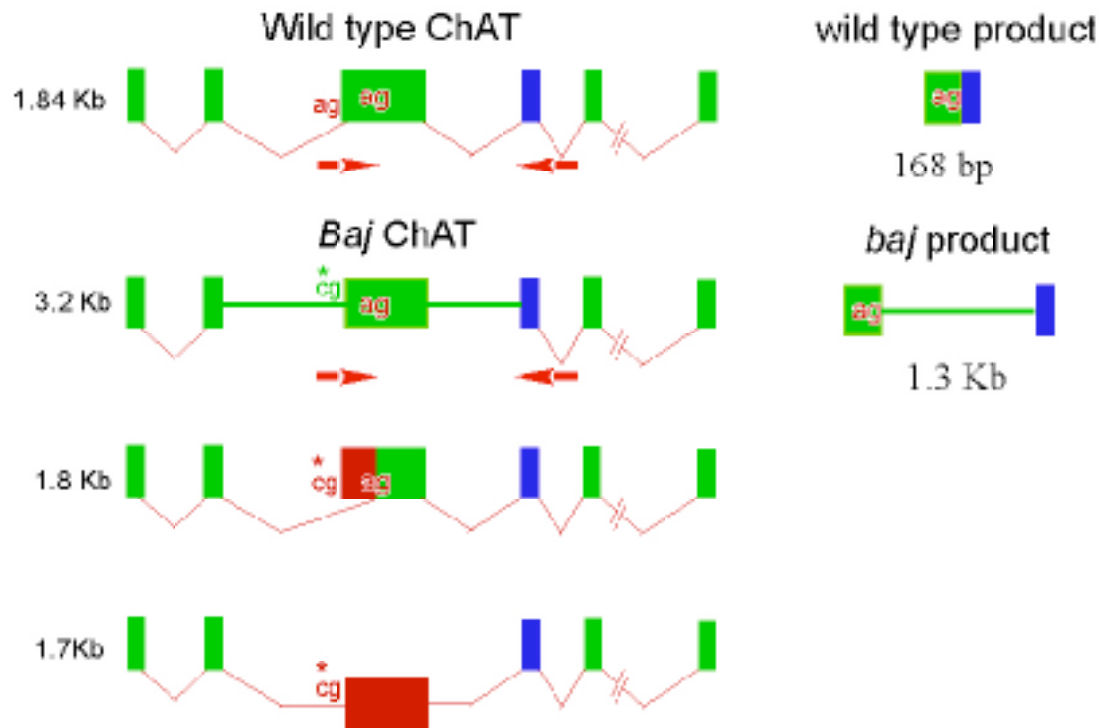 Wild type ChAT
wild type product
1.84 Kb
ag
ag
ag
168 bp
Baj ChAT
baj product
*
cg
3.2 Kb
ag
ag
1.3 Kb
*
cg
1.8 Kb
ag
*
cg
1.7Kb